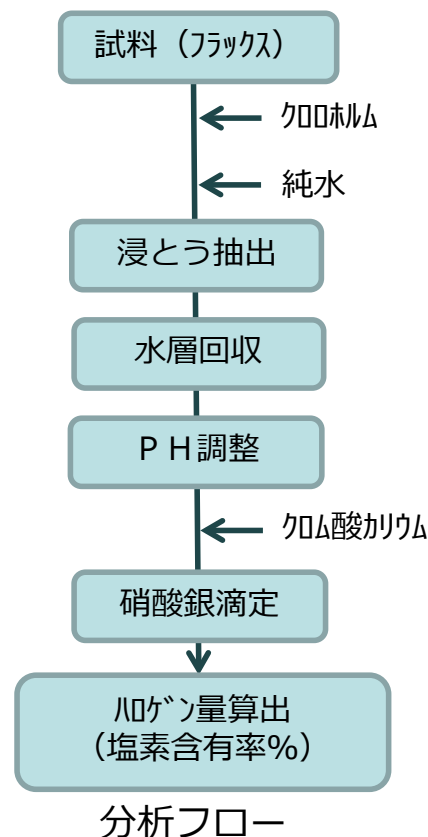 試料（ﾌﾗｯｸｽ）
ｸﾛﾛﾎﾙﾑ
純水
浸とう抽出
水層回収
ＰＨ調整
ｸﾛﾑ酸ｶﾘｳﾑ
硝酸銀滴定
ﾊﾛｹﾞﾝ量算出
（塩素含有率%）
分析フロー